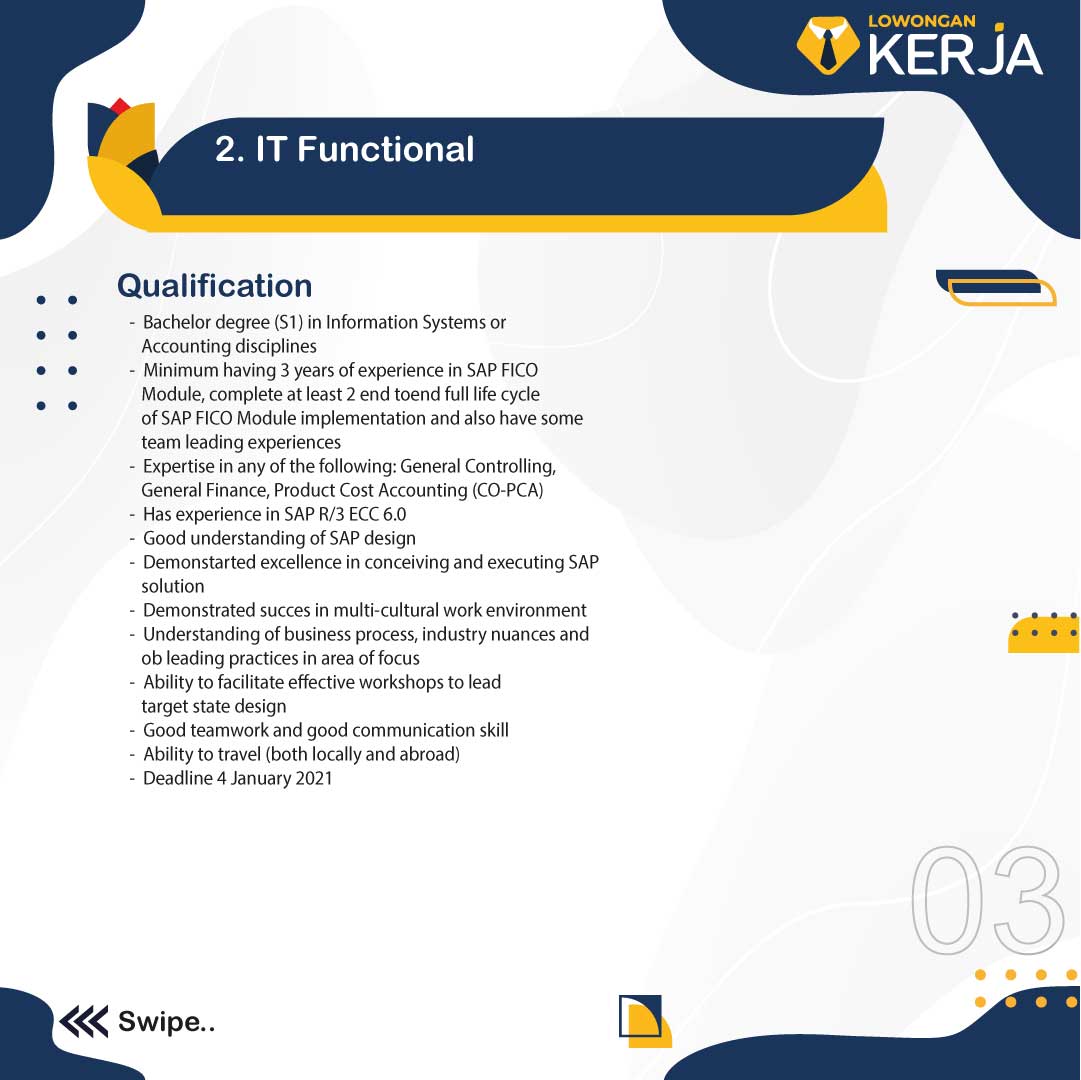 LOWONGAN
KERJA
2. IT Functional
Qualification
- Bachelor degree (S1) in Information Systems or
Accounting disciplines
- Minimum having 3 years of experience in SAP FICO
Module, complete at least 2 end toend full life cycle
of SAP FICO Module implementation and also have some
team leading experiences
- Expertise in any of the following: General Controlling,
General Finance, Product Cost Accounting (CO-PCA)
- Has experience in SAP R/3 ECC 6.0
- Good understanding of SAP design
- Demonstarted excellence in conceiving and executing SAP
solution
- Demonstrated succes in multi-cultural work environment
- Understanding of business process, industry nuances and
ob leading practices in area of focus
- Ability to facilitate effective workshops to lead
target state design
- Good teamwork and good communication skill
- Ability to travel (both locally and abroad)
- Deadline 4 January 2021
03
Swipe..